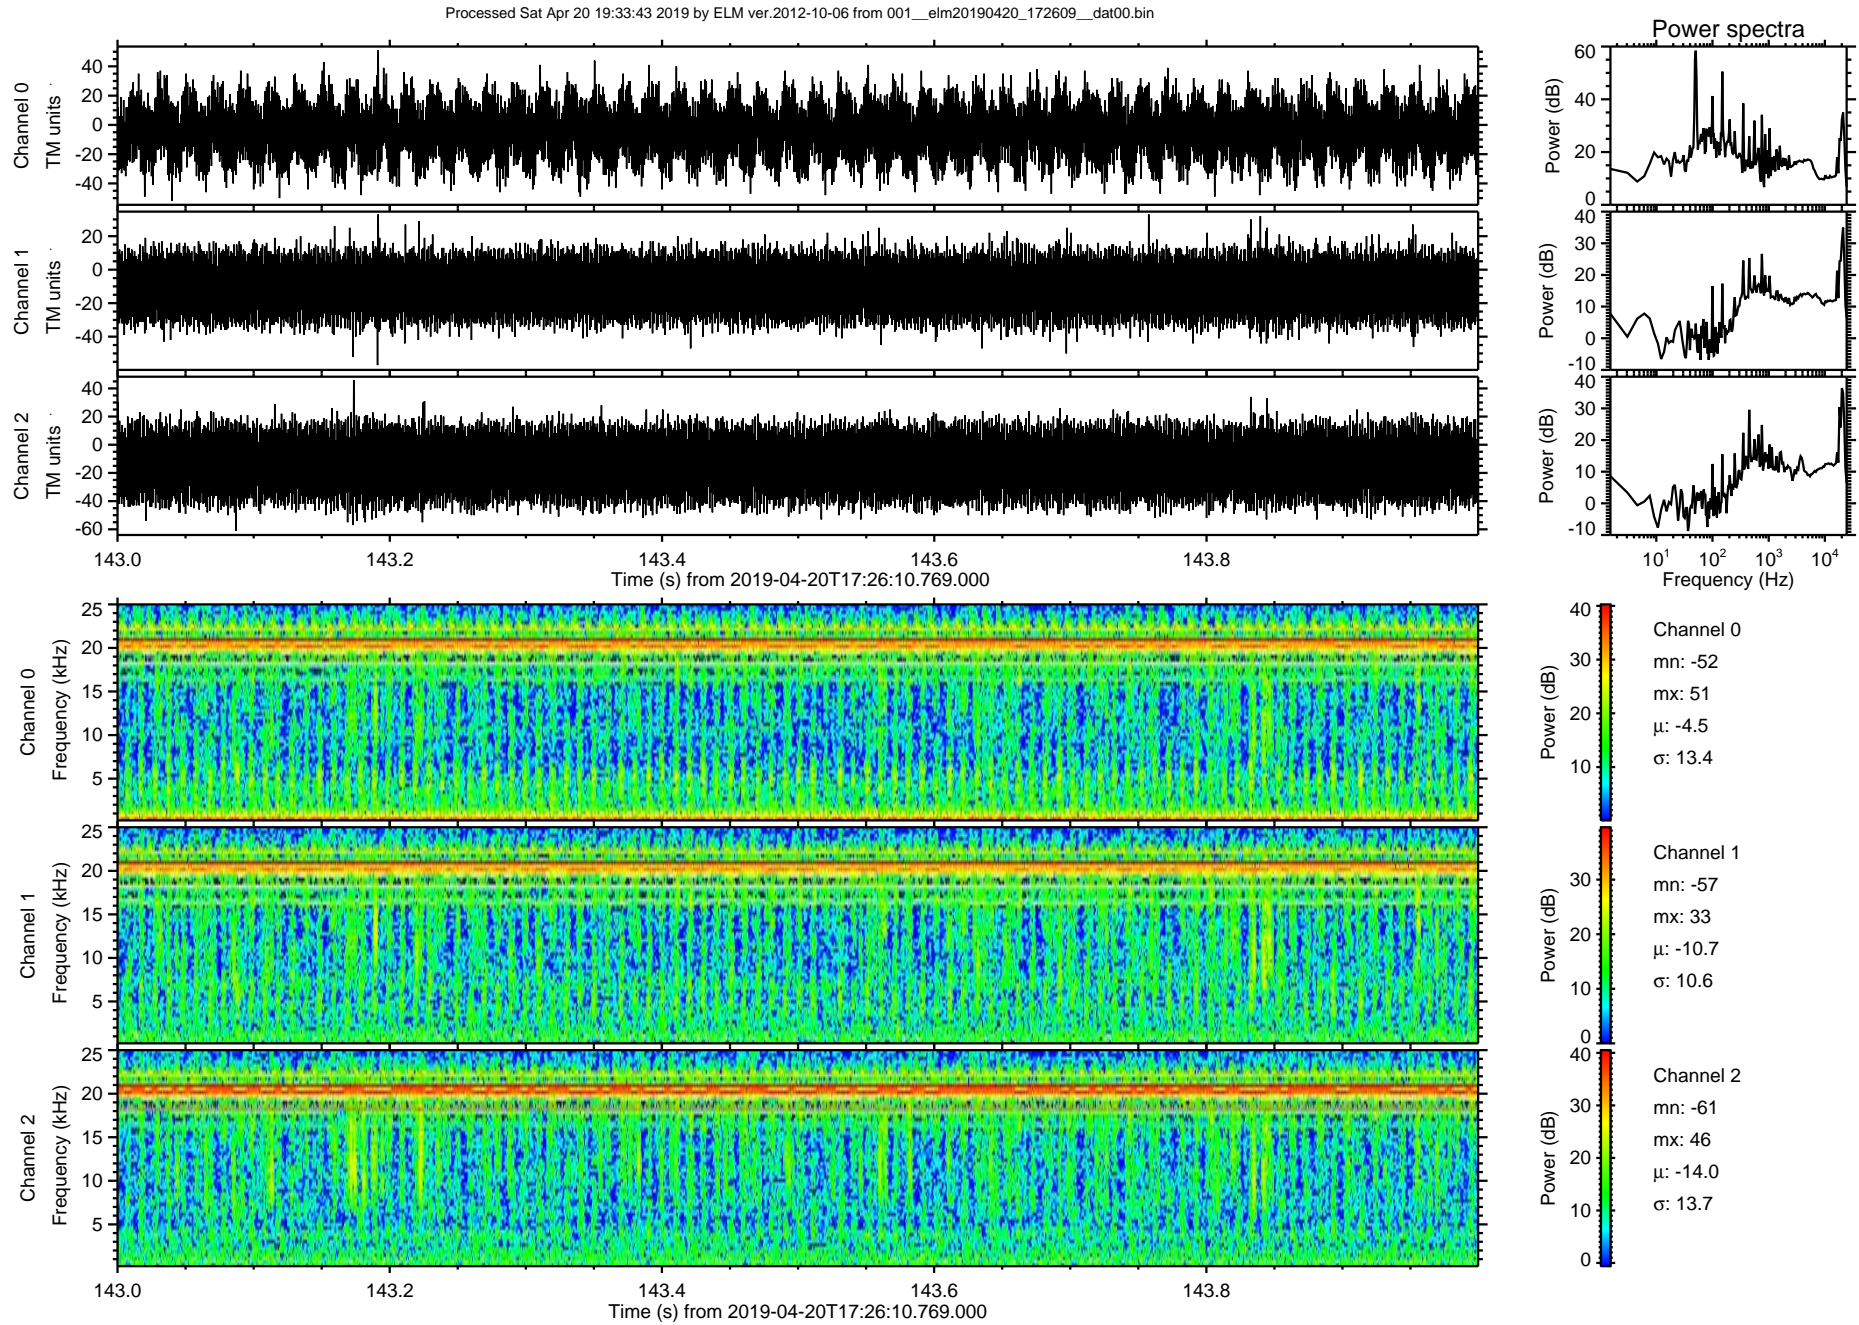 Processed Sat Apr 20 19:33:43 2019 by ELM ver.2012-10-06 from 001__elm20190420_172609__dat00.bin
Power spectra
Channel 0
TM units
40
20
0
-20
-40
Power (dB)
60
40
20
0
Channel 1
TM units
20
0
-20
-40
Power (dB)
40
30
20
10
0
-10
Channel 2
TM units
40
20
0
-20
-40
-60
Power (dB)
40
30
20
10
0
-10
143.0 143.2 143.4 143.6 143.8
Time (s) from 2019-04-20T17:26:10.769.000
10^1 10^2 10^3 10^4
Frequency (Hz)
Channel 0
Frequency (kHz)
25
20
15
10
5
Power (dB)
40
30
20
10
Channel 0
mn: -52
mx: 51
μ: -4.5
σ: 13.4
Channel 1
Frequency (kHz)
25
20
15
10
5
Power (dB)
30
20
10
0
Channel 1
mn: -57
mx: 33
μ: -10.7
σ: 10.6
Channel 2
Frequency (kHz)
25
20
15
10
5
Power (dB)
40
30
20
10
0
Channel 2
mn: -61
mx: 46
μ: -14.0
σ: 13.7
143.0 143.2 143.4 143.6 143.8
Time (s) from 2019-04-20T17:26:10.769.000